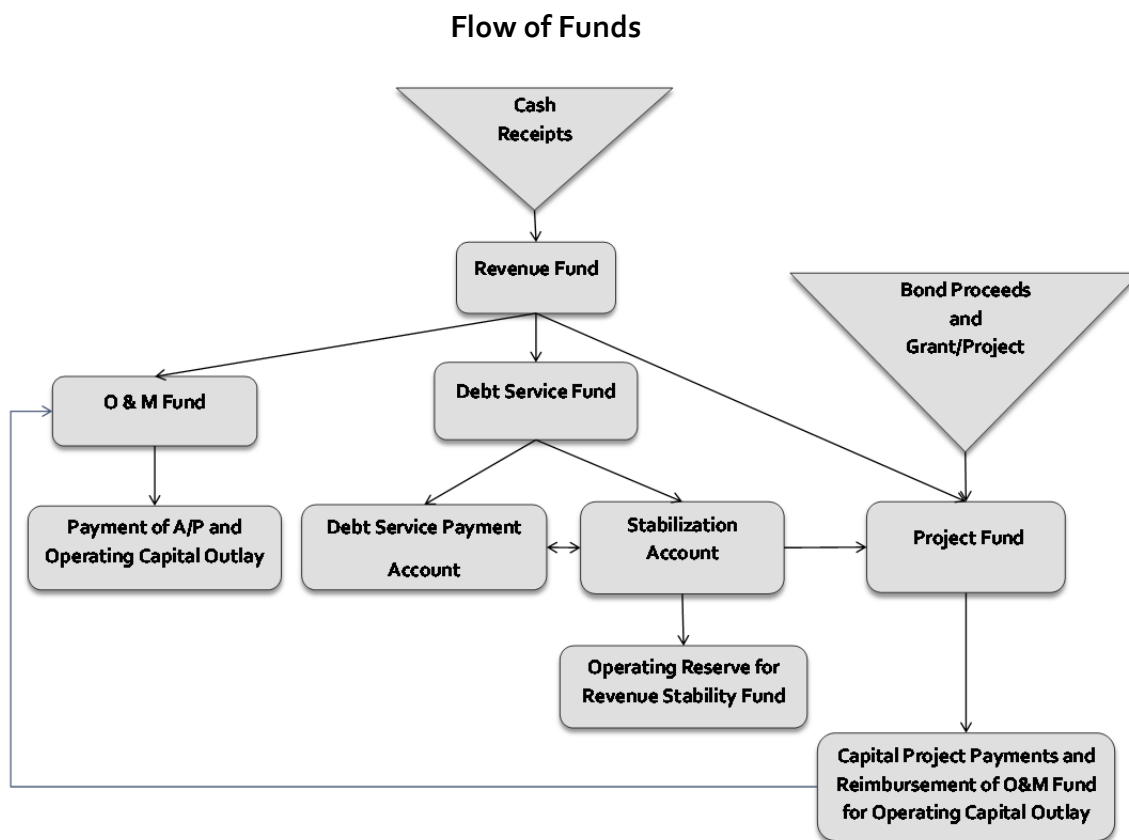 Flow of Funds
Cash
Receipts
Revenue Fund
Bond Proceeds
and
Grant/Project
O & M Fund
Debt Service Fund
Payment of A/P and
Operating Capital Outlay
Debt Service Payment
Account
Stabilization
Account
Project Fund
Operating Reserve for
Revenue Stability Fund
Capital Project Payments and
Reimbursement of O&M Fund
for Operating Capital Outlay